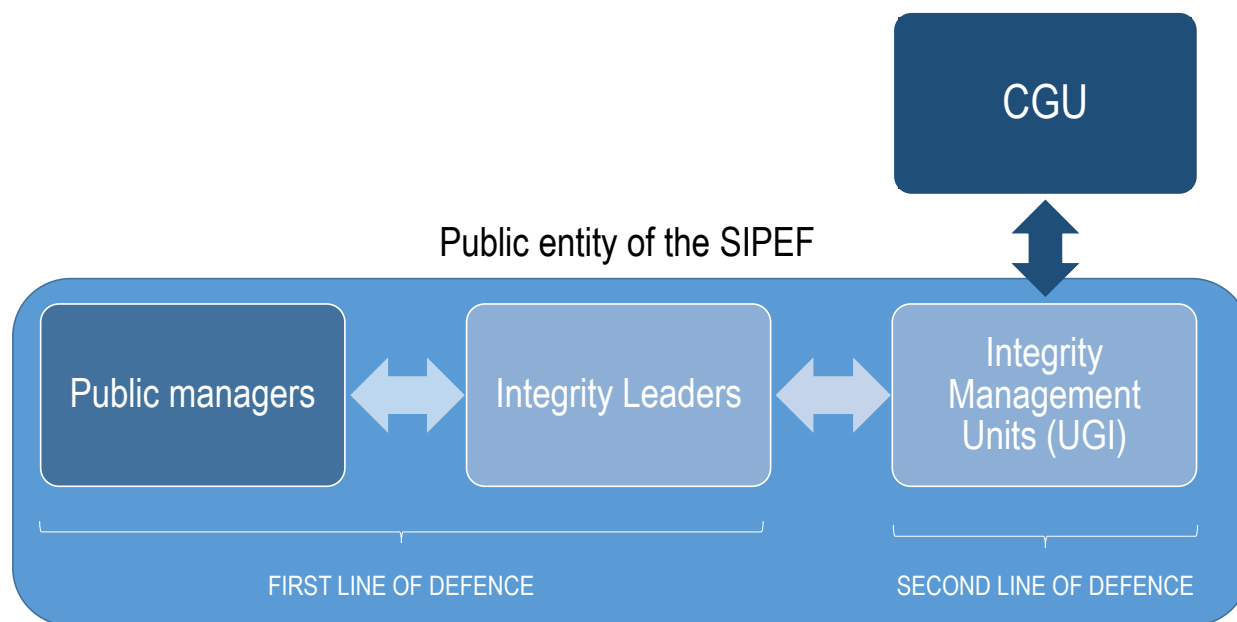 CGU
Public entity of the SIPEF
Public managers
Integrity Leaders
Integrity
Management
Units (UGI)
FIRST LINE OF DEFENCE
SECOND LINE OF DEFENCE